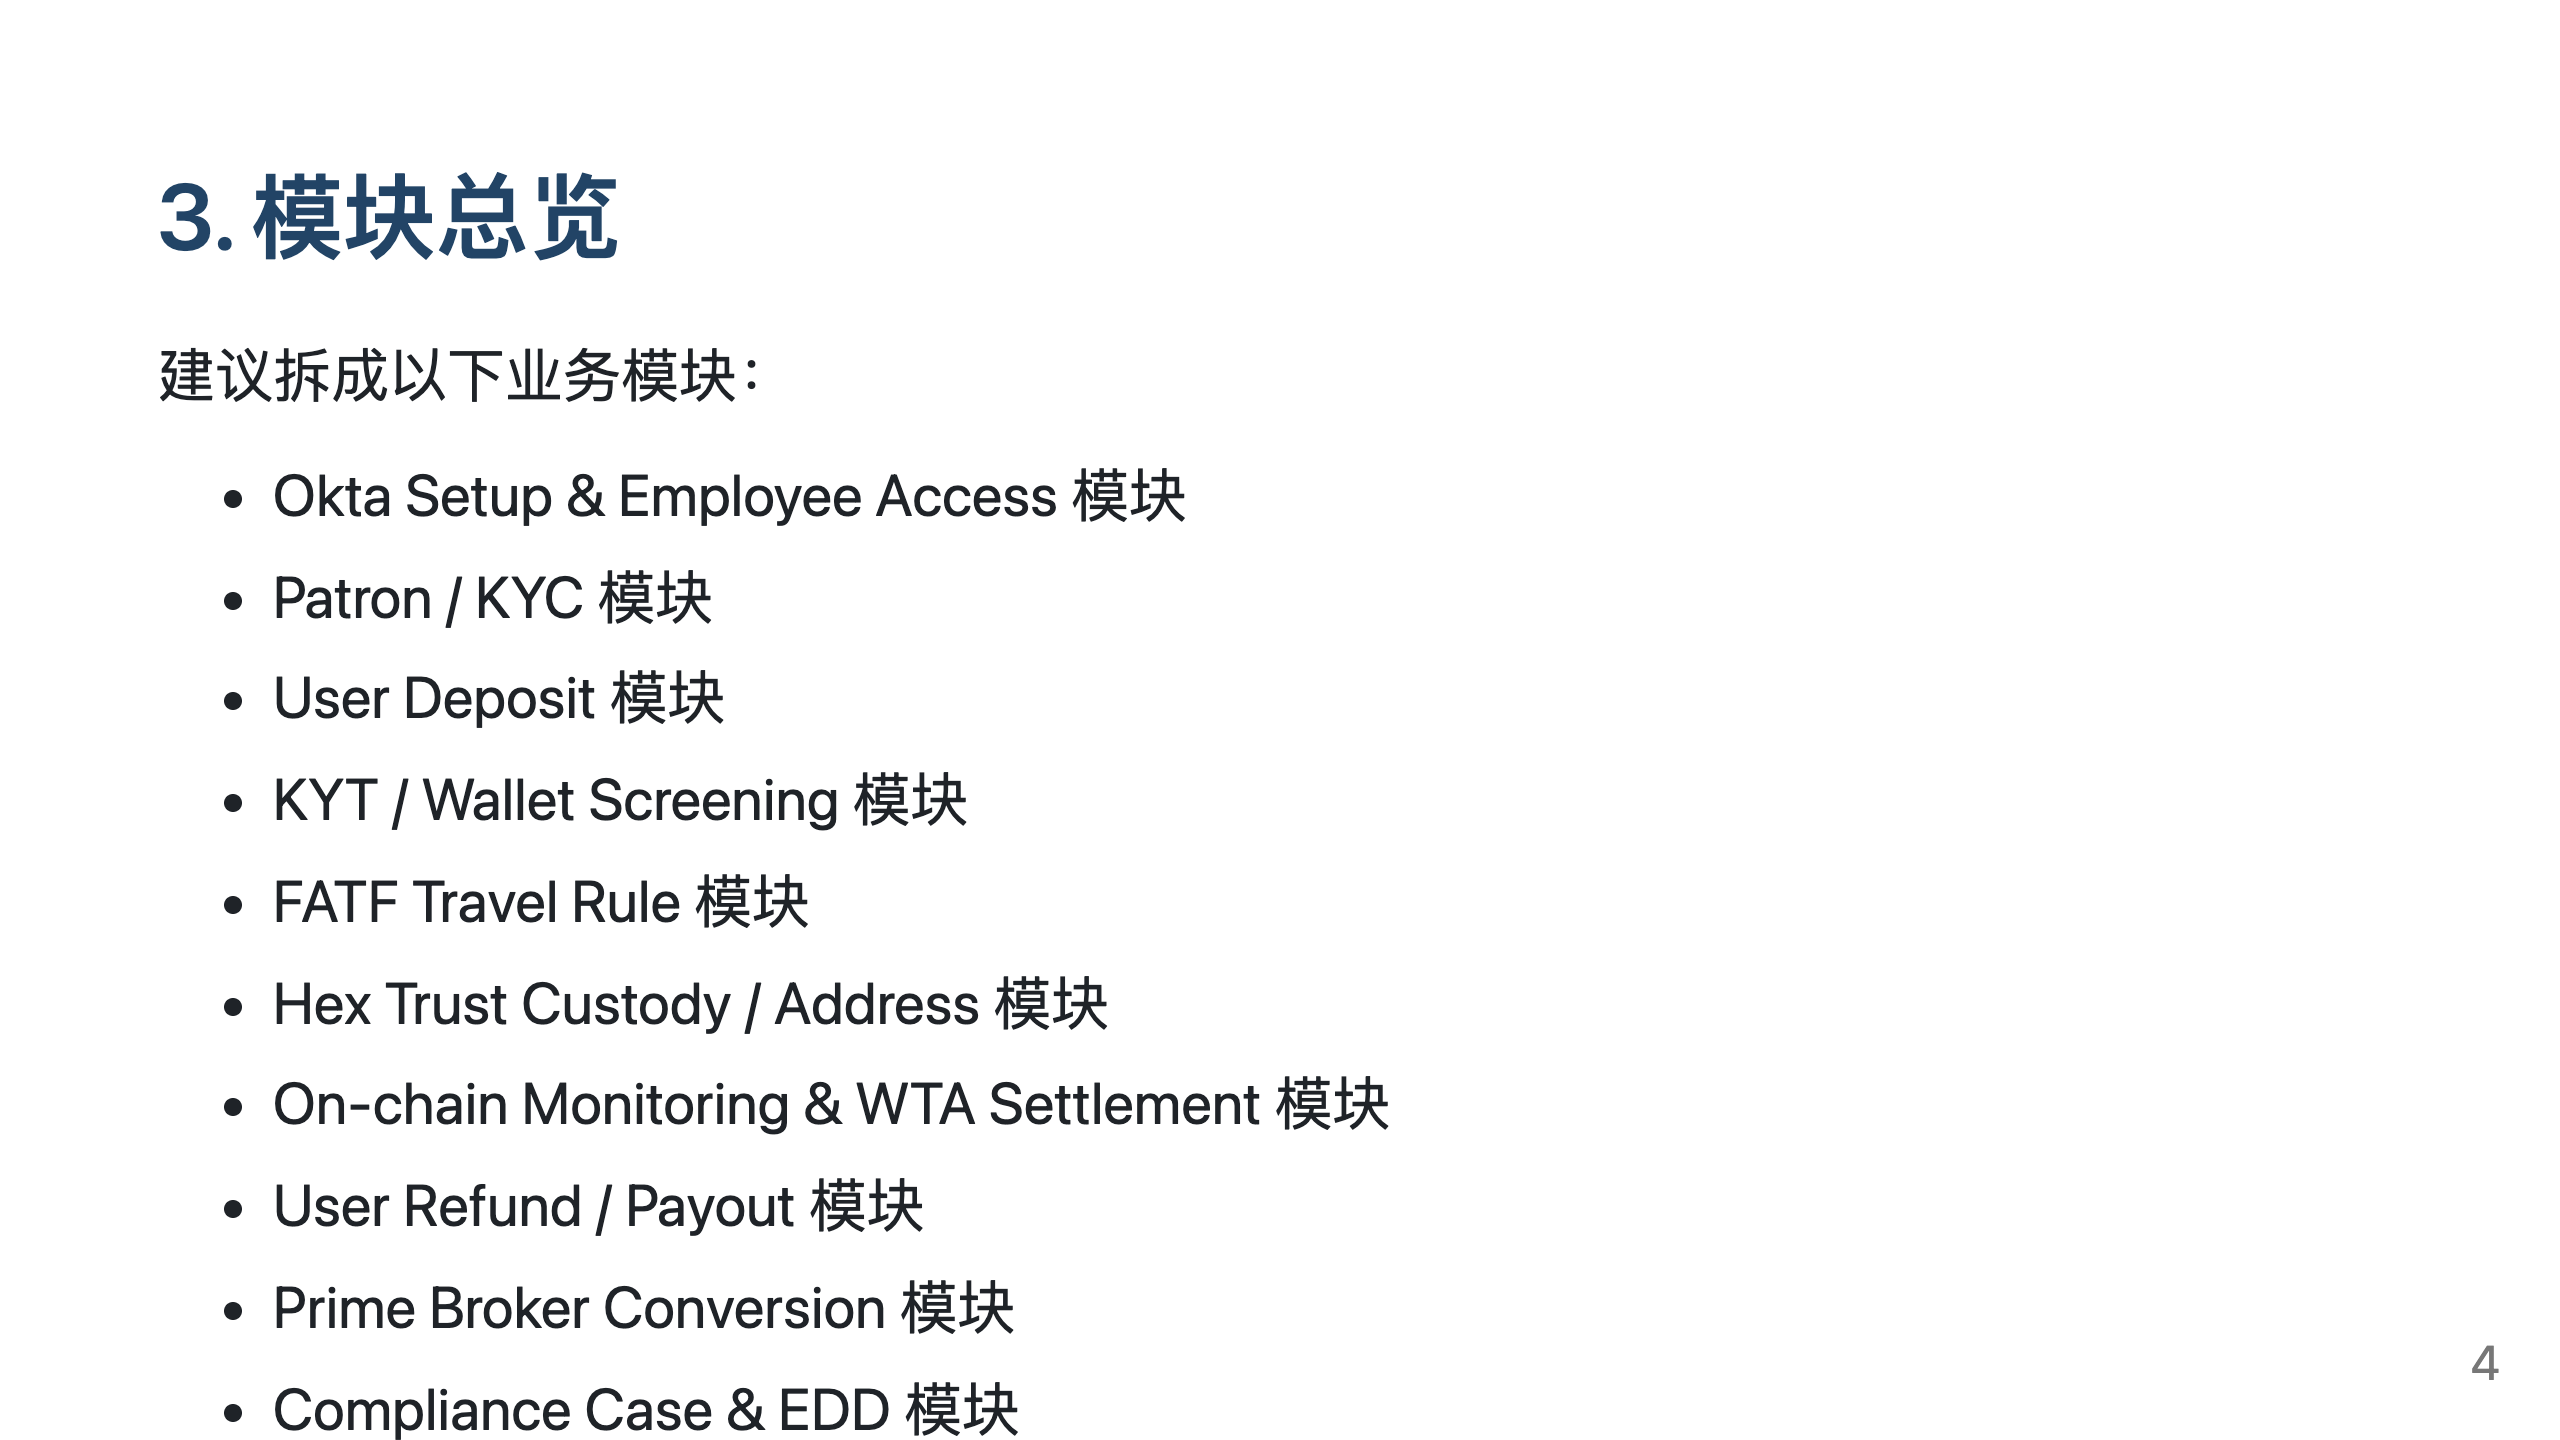 3. 模块总览
建议拆成以下业务模块：
• Okta Setup & Employee Access 模块
• Patron / KYC 模块
• User Deposit 模块
• KYT / Wallet Screening 模块
• FATF Travel Rule 模块
• Hex Trust Custody / Address 模块
• On-chain Monitoring & WTA Settlement 模块
• User Refund / Payout 模块
• Prime Broker Conversion 模块
• Compliance Case & EDD 模块
4